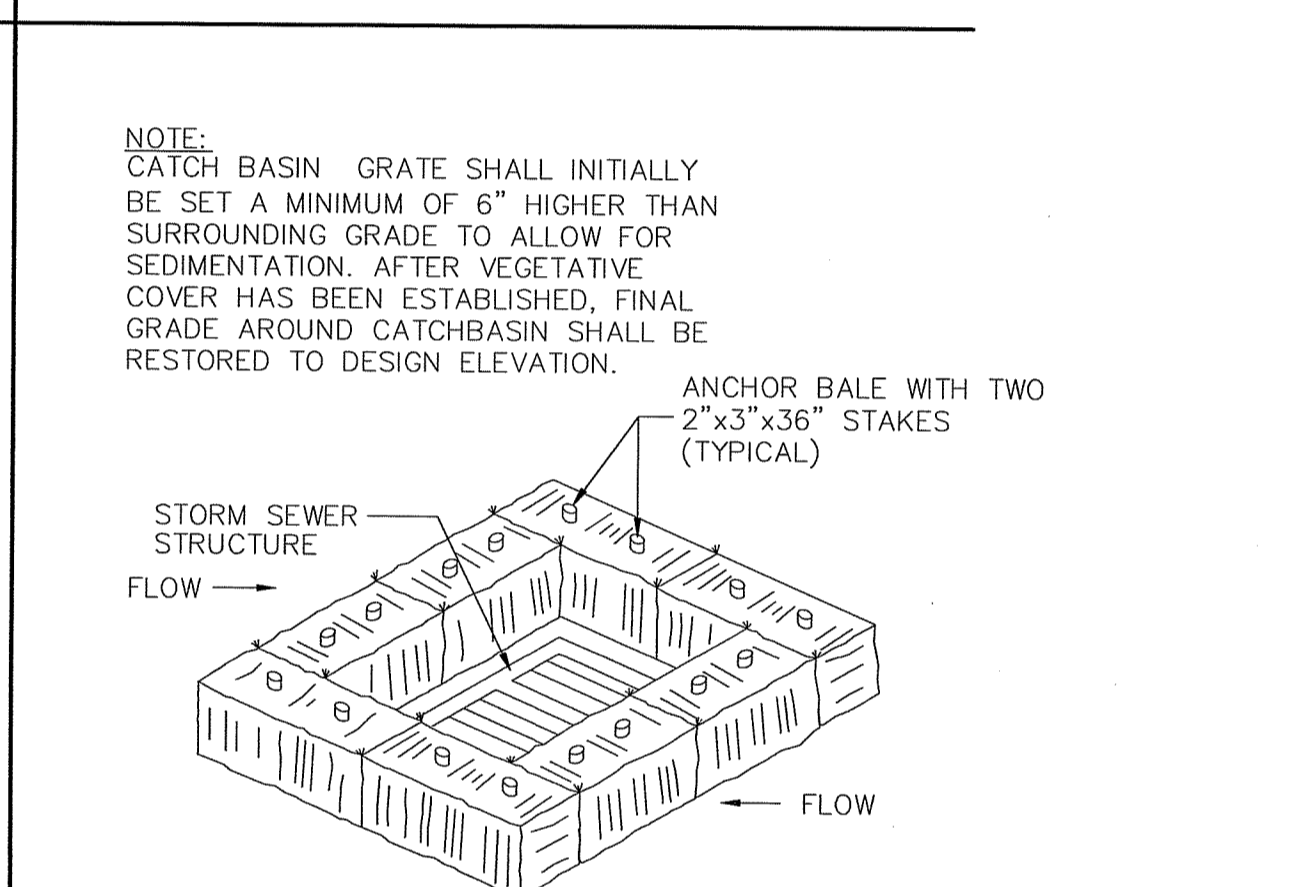 NOTE:
CATCH BASIN GRATE SHALL INITIALLY
BE SET A MINIMUM OF 6" HIGHER THAN
SURROUNDING GRADE TO ALLOW FOR
SEDIMENTATION. AFTER VEGETATIVE
COVER HAS BEEN ESTABLISHED, FINAL
GRADE AROUND CATCHBASIN SHALL BE
RESTORED TO DESIGN ELEVATION.
ANCHOR BALE WITH TWO
2"x3"x36" STAKES
(TYPICAL)
STORM SEWER
STRUCTURE
FLOW
FLOW